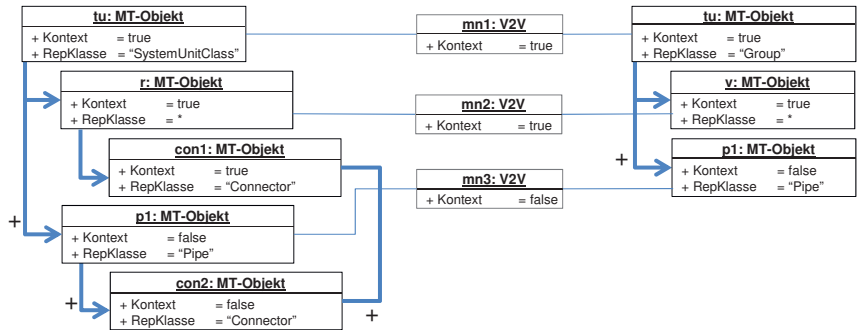 tu: MT-Objekt
+ Kontext = true
+ RepKlasse = “SystemUnitClass”
mn1: V2V
+ Kontext = true
tu: MT-Objekt
+ Kontext = true
+ RepKlasse = “Group”
r: MT-Objekt
+ Kontext = true
+ RepKlasse = *
mn2: V2V
+ Kontext = true
v: MT-Objekt
+ Kontext = true
+ RepKlasse = *
con1: MT-Objekt
+ Kontext = true
+ RepKlasse = “Connector”
mn3: V2V
+ Kontext = false
+
p1: MT-Objekt
+ Kontext = false
+ RepKlasse = “Pipe”
+
p1: MT-Objekt
+ Kontext = false
+ RepKlasse = “Pipe”
+
con2: MT-Objekt
+ Kontext = false
+ RepKlasse = “Connector”
+